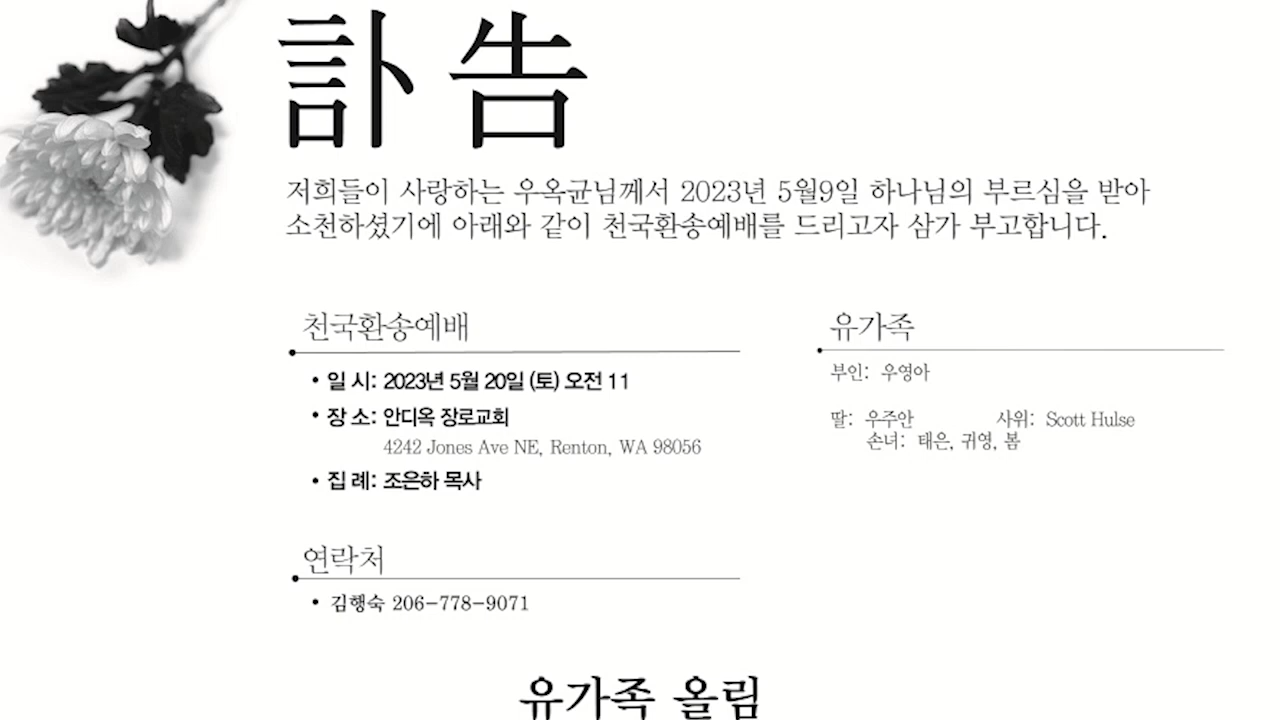 訃告
저희들이 사랑하는 우옥균님께서 2023년 5월9일 하나님의 부르심을 받아
소천하셨기에 아래와 같이 천국환송예배를 드리고자 삼가 부고합니다.
천국환송예배
• 일 시: 2023년 5월 20일 (토) 오전 11
• 장 소: 안디옥 장로교회
4242 Jones Ave NE, Renton, WA 98056
• 집 례: 조은하 목사
유가족
부인: 우영아
딸: 우주안 사위: Scott Hulse
손녀: 태은, 귀영, 봄
연락처
• 김행숙 206-778-9071
유가족 올림